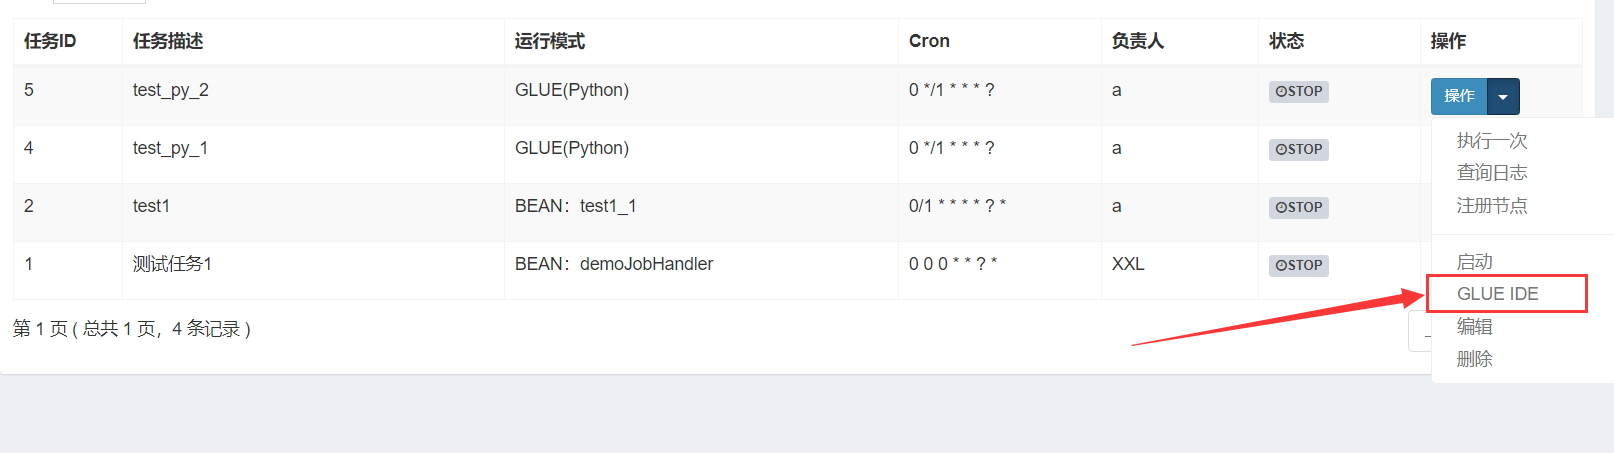 任务ID 任务描述 运行模式 Cron 负责人 状态 操作
5 test_py_2 GLUE(Python) 0 */1 * * * ? a STOP 操作
4 test_py_1 GLUE(Python) 0 */1 * * * ? a STOP
2 test1 BEAN：test1_1 0/1 * * * * ? * a STOP
1 测试任务1 BEAN：demoJobHandler 0 0 0 * * ? * XXL STOP
执行一次
查询日志
注册节点
启动
GLUE IDE
编辑
删除
第 1 页 ( 总共 1 页，4 条记录 )